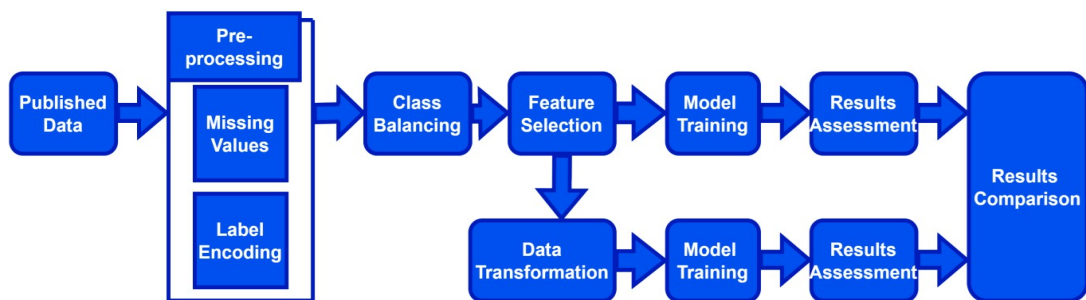 Pre-
processing
Published
Data
Missing
Values
Label
Encoding
Class
Balancing
Feature
Selection
Model
Training
Results
Assessment
Data
Transformation
Model
Training
Results
Assessment
Results
Comparison